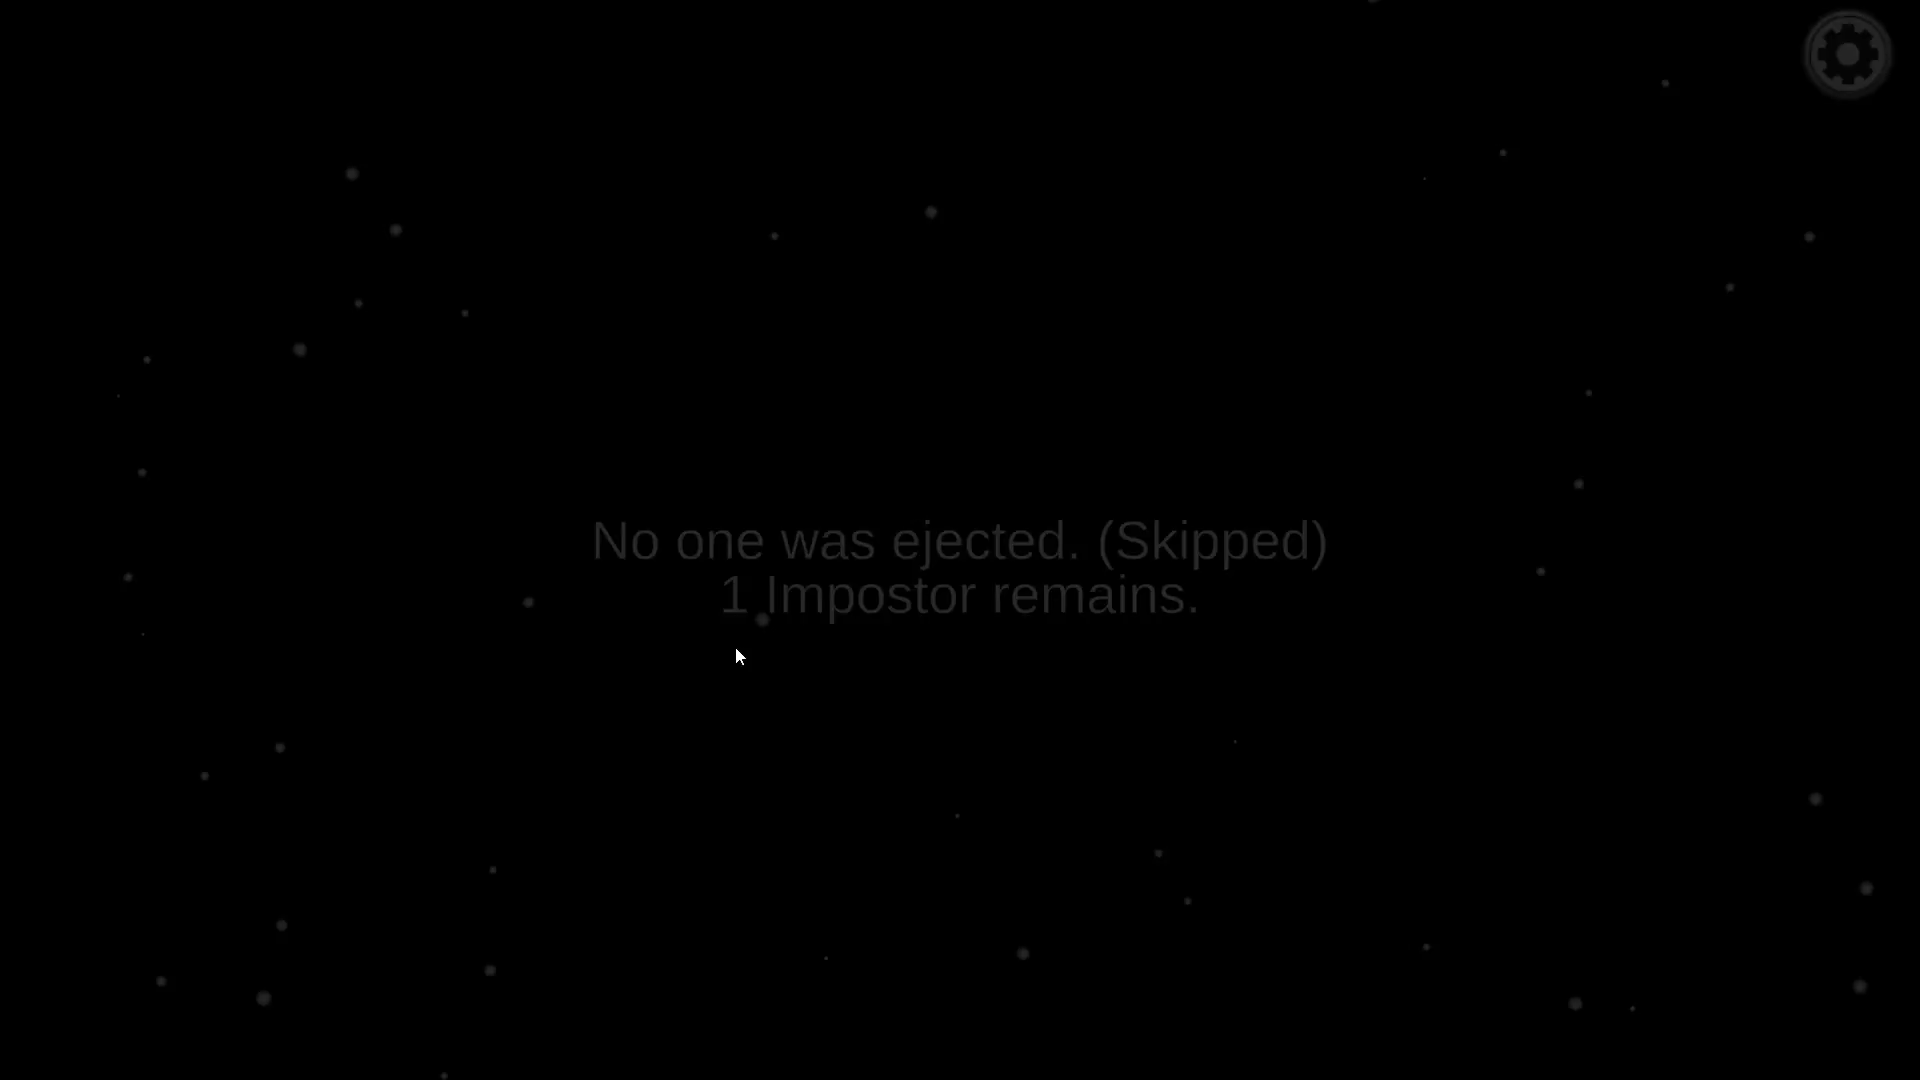 No one was ejected. (Skipped)
1 Impostor remains.